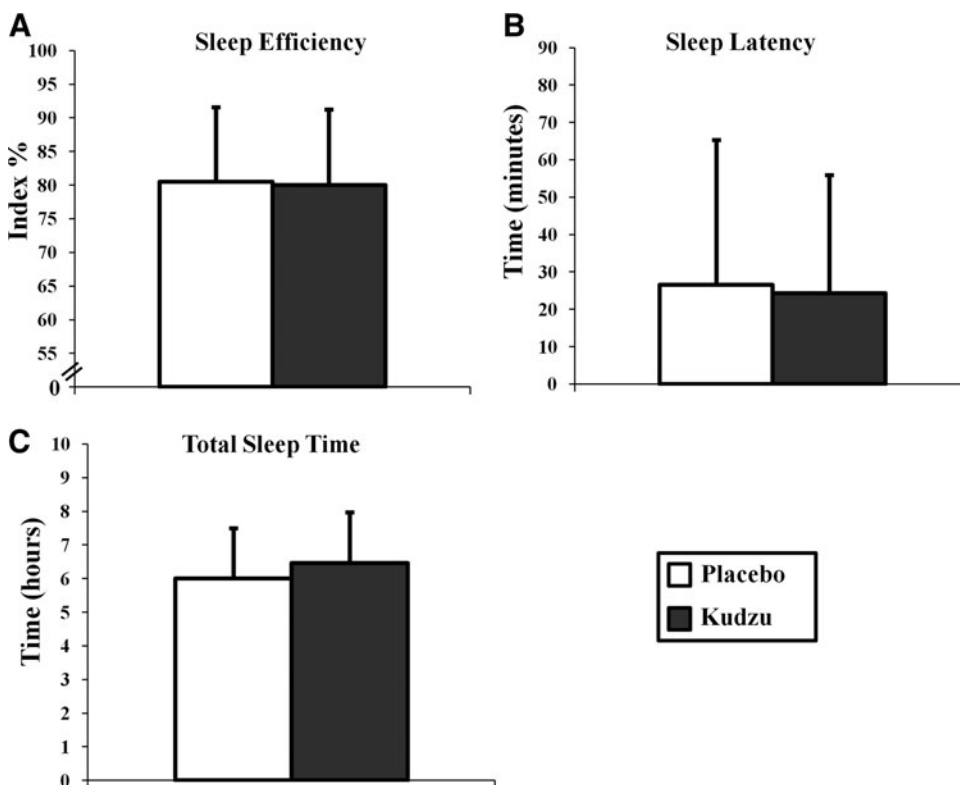 A
Sleep Efficiency
Index %
100
95
90
85
80
75
70
65
60
55
0
B
Sleep Latency
Time (minutes)
90
80
70
60
50
40
30
20
10
0
C
Total Sleep Time
Time (hours)
10
9
8
7
6
5
4
3
2
1
0
Placebo
Kudzu